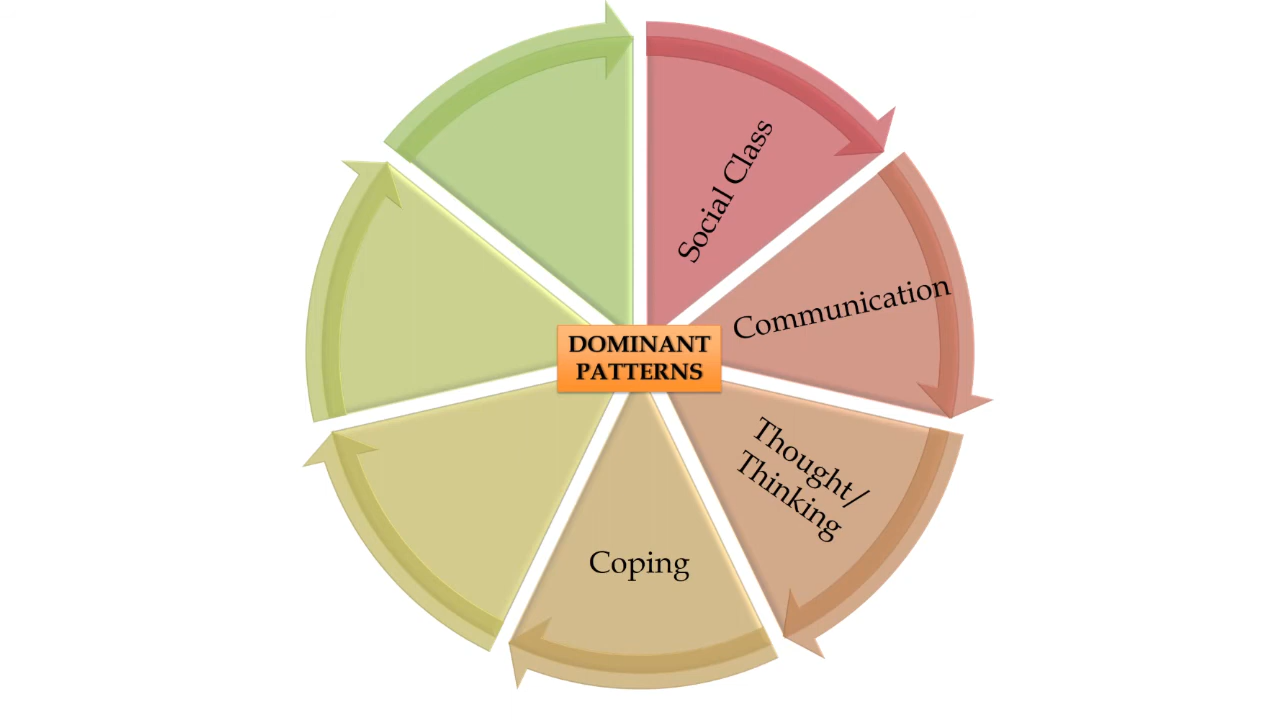 Social Class
Communication
DOMINANT
PATTERNS
Thought/
Thinking
Coping